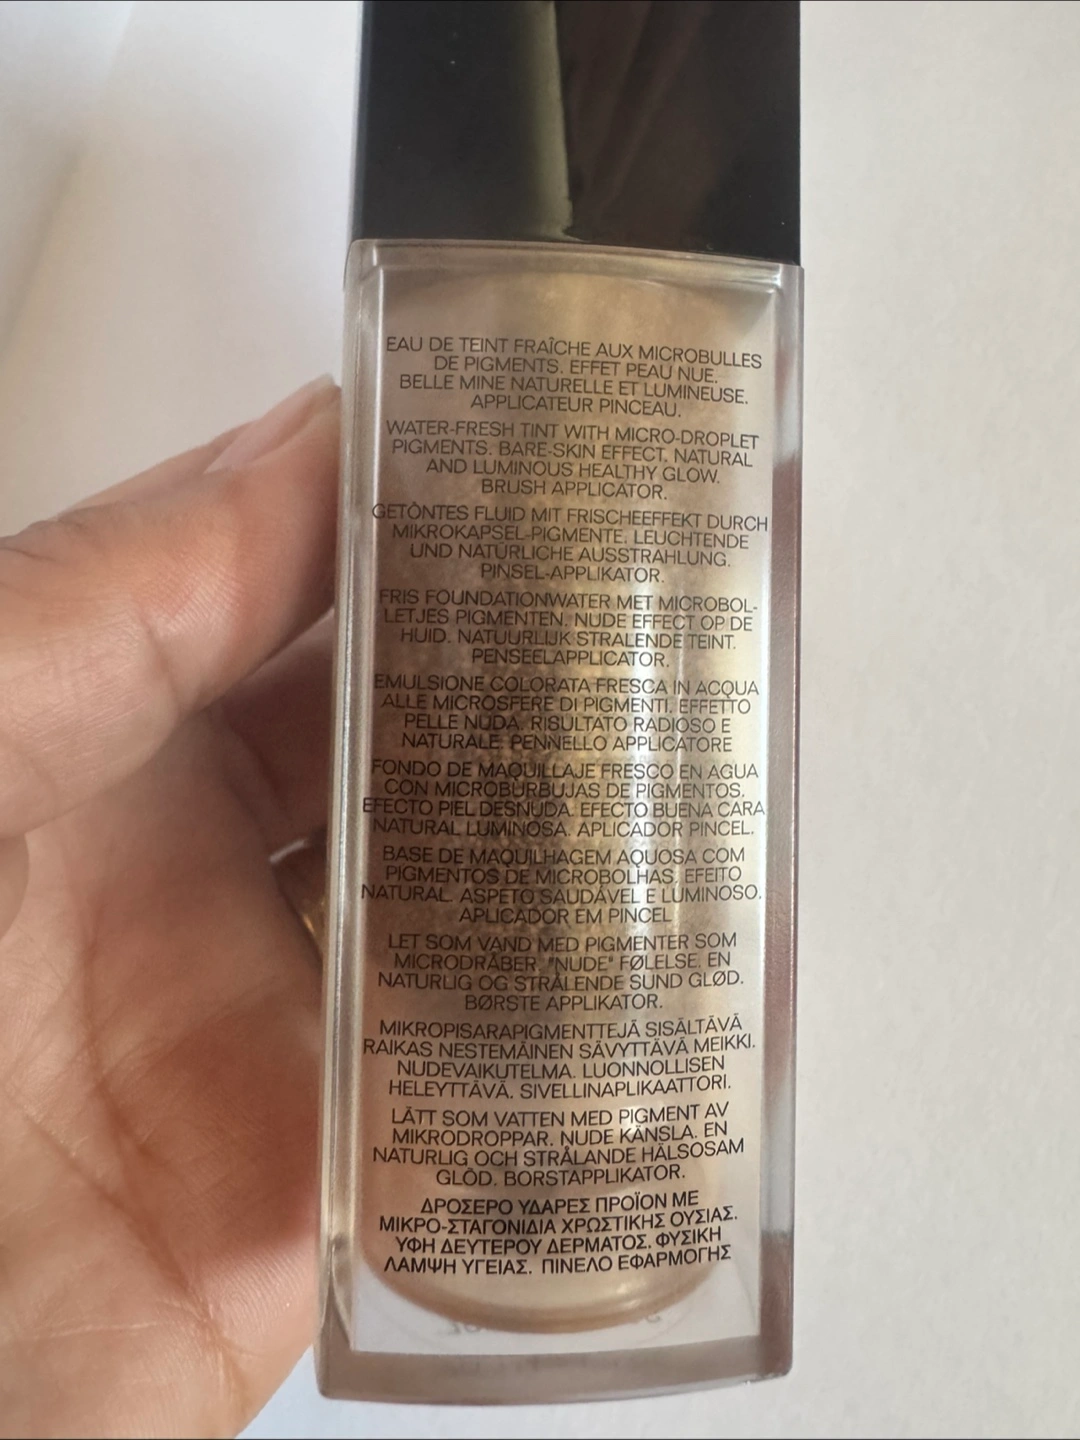 EAU DE TEINT FRAÎCHE AUX MICROBULLES
DE PIGMENTS. EFFET PEAU NUE.
BELLE MINE NATURELLE ET LUMINEUSE.
APPLICATEUR PINCEAU.
WATER-FRESH TINT WITH MICRO-DROPLET
PIGMENTS. BARE-SKIN EFFECT. NATURAL
AND LUMINOUS HEALTHY GLOW.
BRUSH APPLICATOR.
GETÖNTES FLUID MIT FRISCHEEFFEKT DURCH
MIKROKAPSEL-PIGMENTE. LEUCHTENDE
UND NATÜRLICHE AUSSTRAHLUNG.
PINSEL-APPLIKATOR.
FRIS FOUNDATIONWATER MET MICROBOL-
LETJES PIGMENTEN. NUDE EFFECT OP DE
HUID. NATUURLIJK STRALENDE TEINT.
PENSEELAPPLICATOR.
EMULSIONE COLORATA FRESCA IN ACQUA
ALLE MICROSFERE DI PIGMENTI. EFFETTO
PELLE NUDA. RISULTATO RADIOSO E
NATURALE. PENNELLO APPLICATORE
FONDO DE MAQUILLAJE FRESCO EN AGUA
CON MICROBURBUJAS DE PIGMENTOS.
EFECTO PIEL DESNUDA. EFECTO BUENA CARA
NATURAL LUMINOSA. APLICADOR PINCEL.
BASE DE MAQUILHAGEM AQUOSA COM
PIGMENTOS DE MICROBOLHAS. EFEITO
NATURAL. ASPETO SAUDÁVEL E LUMINOSO.
APLICADOR EM PINCEL
LET SOM VAND MED PIGMENTER SOM
MICRODRÅBER. "NUDE" FØLELSE. EN
NATURLIG OG STRÅLENDE SUND GLØD.
BØRSTE APPLIKATOR.
MIKROPISARAPIGMENTTEJÄ SISÄLTÄVÄ
RAIKAS NESTEMÄINEN SÄVYTTÄVÄ MEIKKI.
NUDEVAIKUTELMA. LUONNOLLISEN
HELEYTTÄVÄ. SIVELLINAPLIKAATTORI.
LÄTT SOM VATTEN MED PIGMENT AV
MIKRODROPPAR. NUDE KÄNSLA. EN
NATURLIG OCH STRÅLANDE HÄLSOSAM
GLÖD. BORSTAPPLIKATOR.
ΔΡΟΣΕΡΟ ΥΔΑΡΕΣ ΠΡΟΪΟΝ ΜΕ
ΜΙΚΡΟ-ΣΤΑΓΟΝΙΔΙΑ ΧΡΩΣΤΙΚΗΣ ΟΥΣΙΑΣ.
ΥΦΗ ΔΕΥΤΕΡΟΥ ΔΕΡΜΑΤΟΣ. ΦΥΣΙΚΗ
ΛΑΜΨΗ ΥΓΕΙΑΣ. ΠΙΝΕΛΟ ΕΦΑΡΜΟΓΗΣ